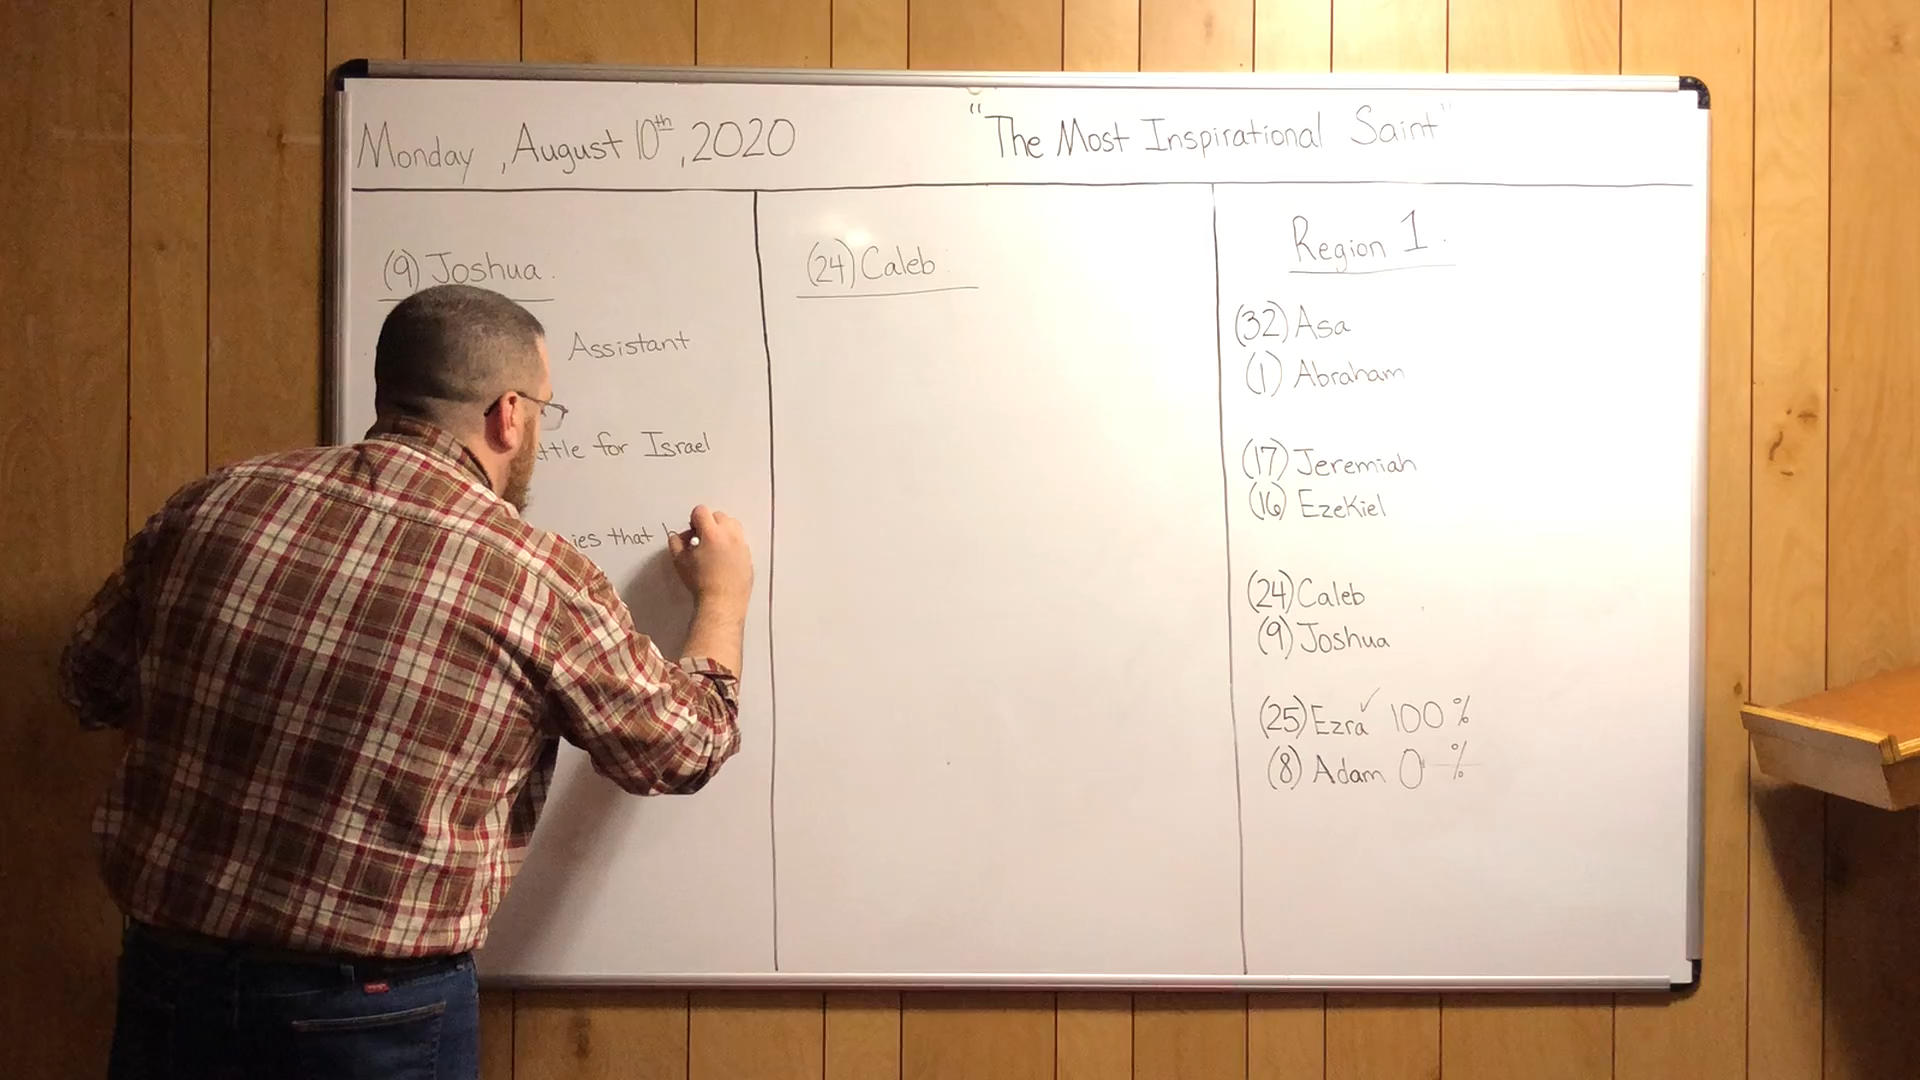 Monday, August 10th, 2020
"The Most Inspirational Saint"
(9) Joshua.
Assistant
ttle for Israel
ies that
(24) Caleb
Region 1.
(32) Asa
(1) Abraham
(17) Jeremiah
(16) Ezekiel
(24) Caleb
(9) Joshua
(25) Ezra ✓ 100%
(8) Adam 0%